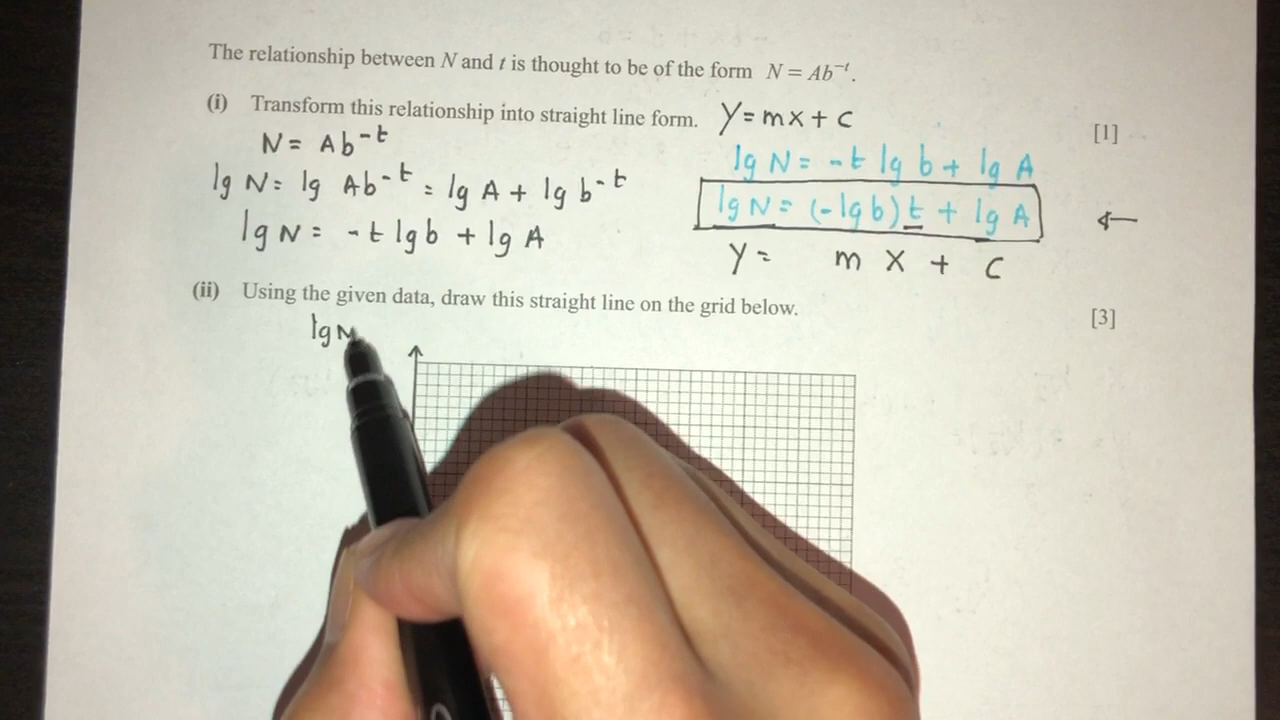 The relationship between N and t is thought to be of the form N = Ab⁻ᵗ.
(i) Transform this relationship into straight line form. Y = mx + c [1]
N = Ab⁻ᵗ
lg N = -t lg b + lg A
lg N = lg Ab⁻ᵗ = lg A + lg b⁻ᵗ
lg N = (-lg b) t + lg A ←
lg N = -t lg b + lg A
Y = m X + C
(ii) Using the given data, draw this straight line on the grid below. [3]
lg N